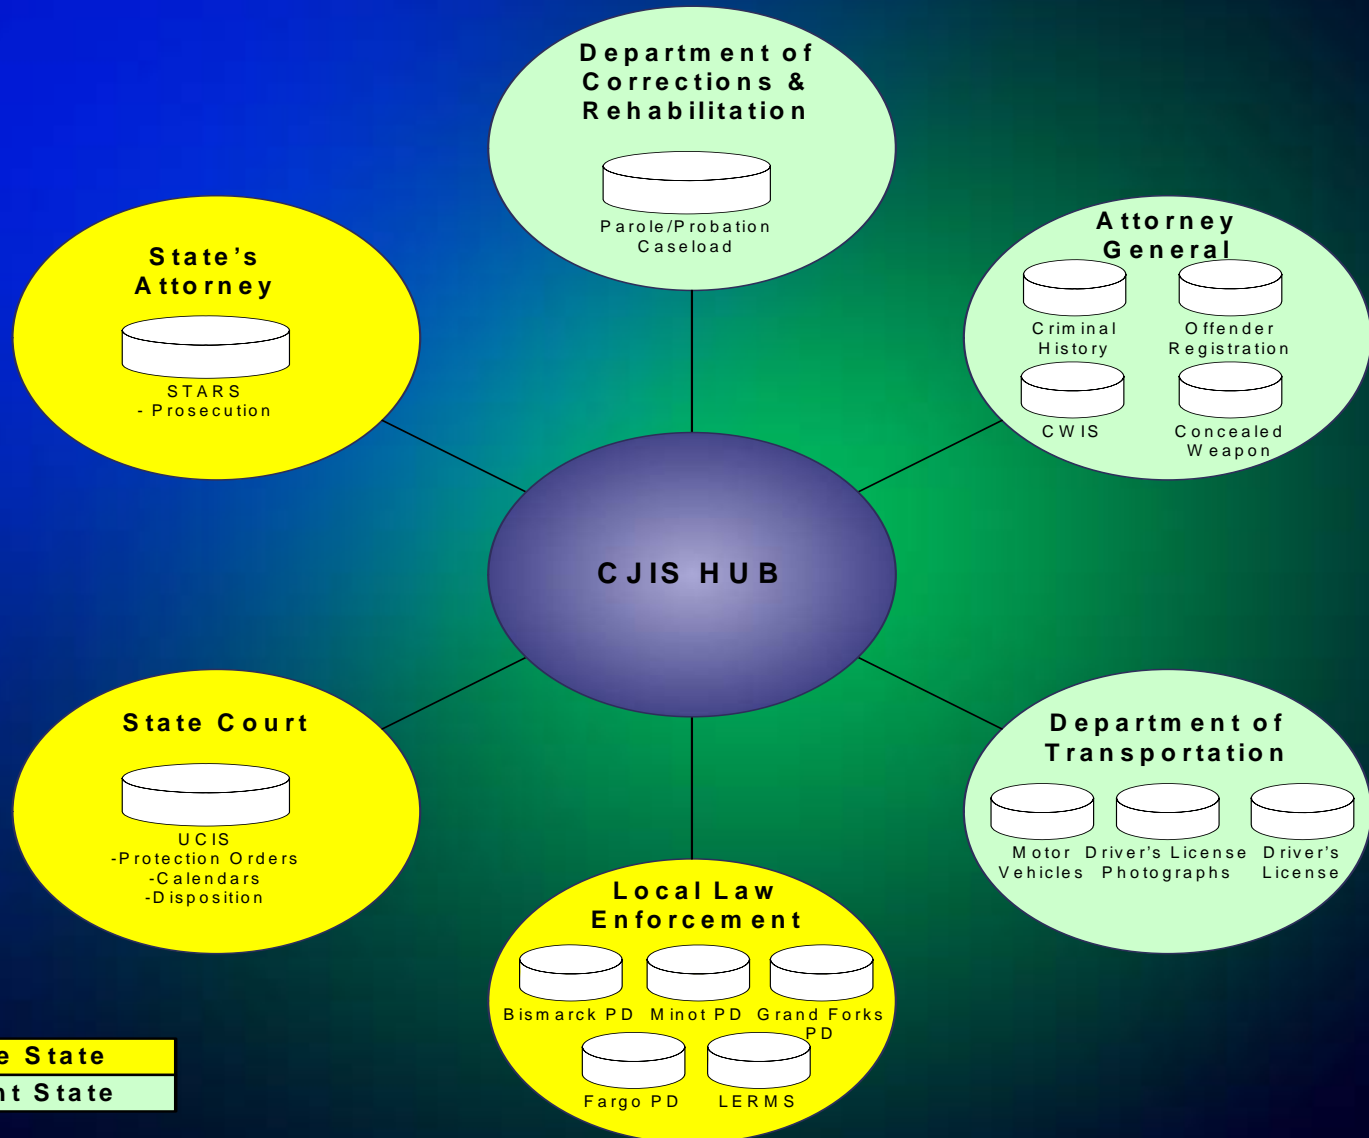 Department of
Corrections &
Rehabilitation
Parole/Probation
Caseload
State's
Attorney
STARS
- Prosecution
Attorney
General
Criminal
History
Offender
Registration
CWIS
Concealed
Weapon
CJIS HUB
State Court
UCIS
-Protection Orders
-Calendars
-Disposition
Department of
Transportation
Motor
Vehicles
Driver's License
Photographs
Driver's
License
Local Law
Enforcement
Bismarck PD
Minot PD
Grand Forks
PD
Fargo PD
LERMS
State
State